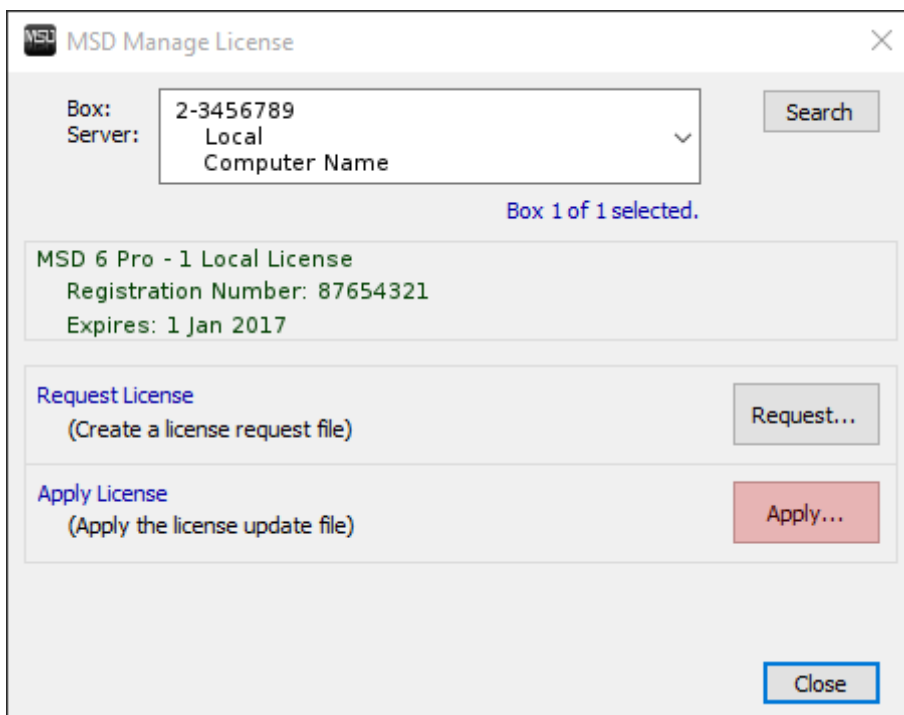 MSD MSD Manage License
Box:
Server:
2-3456789
Local
Computer Name
Search
Box 1 of 1 selected.
MSD 6 Pro - 1 Local License
Registration Number: 87654321
Expires: 1 Jan 2017
Request License
(Create a license request file)
Request...
Apply License
(Apply the license update file)
Apply...
Close